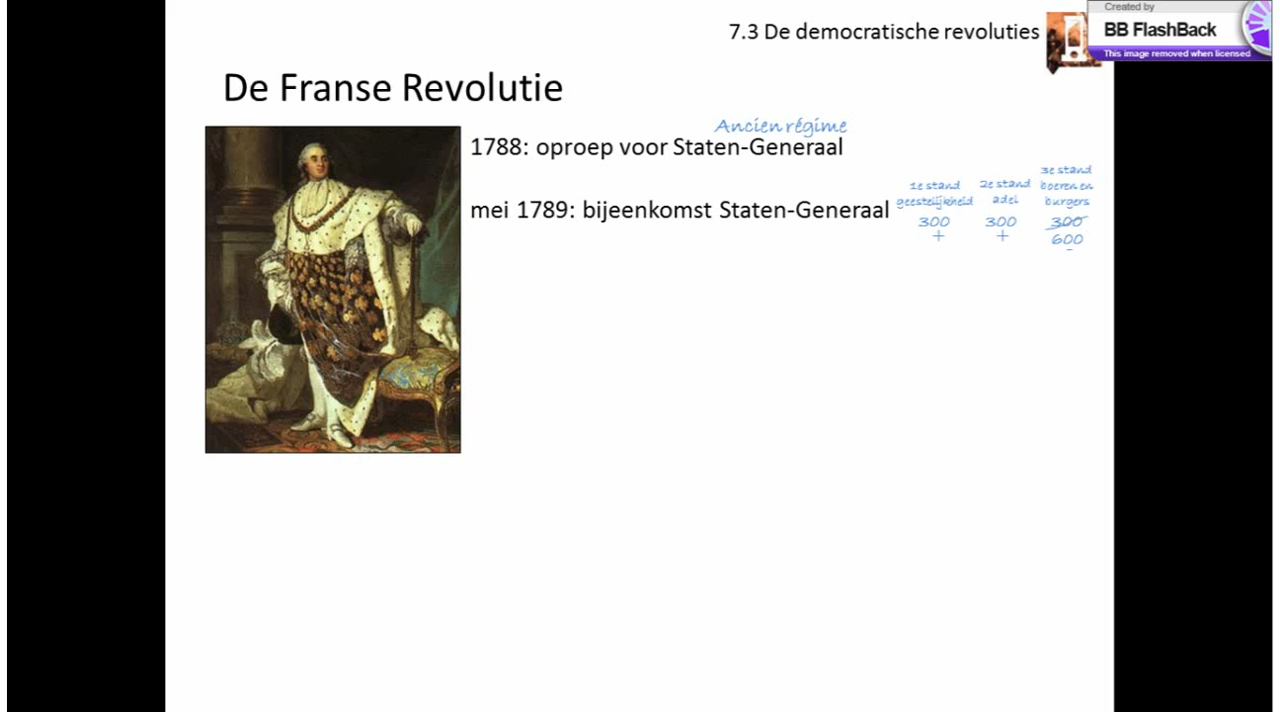 7.3 De democratische revoluties
Created by
BB FlashBack
This image removed when licensed
De Franse Revolutie
Ancien régime
1788: oproep voor Staten-Generaal
mei 1789: bijeenkomst Staten-Generaal
1e stand
geestelijkheid
300
+
2e stand
adel
300
+
3e stand
boeren en
burgers
300
600
-